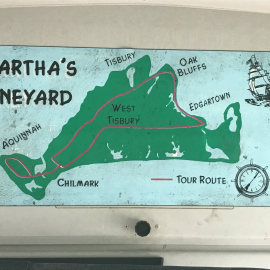 ARTHA'S
NEYARD
TISBURY
OAK
BLUFFS
EDGARTOWN
WEST
TISBURY
AQUINNAH
CHILMARK
TOUR ROUTE